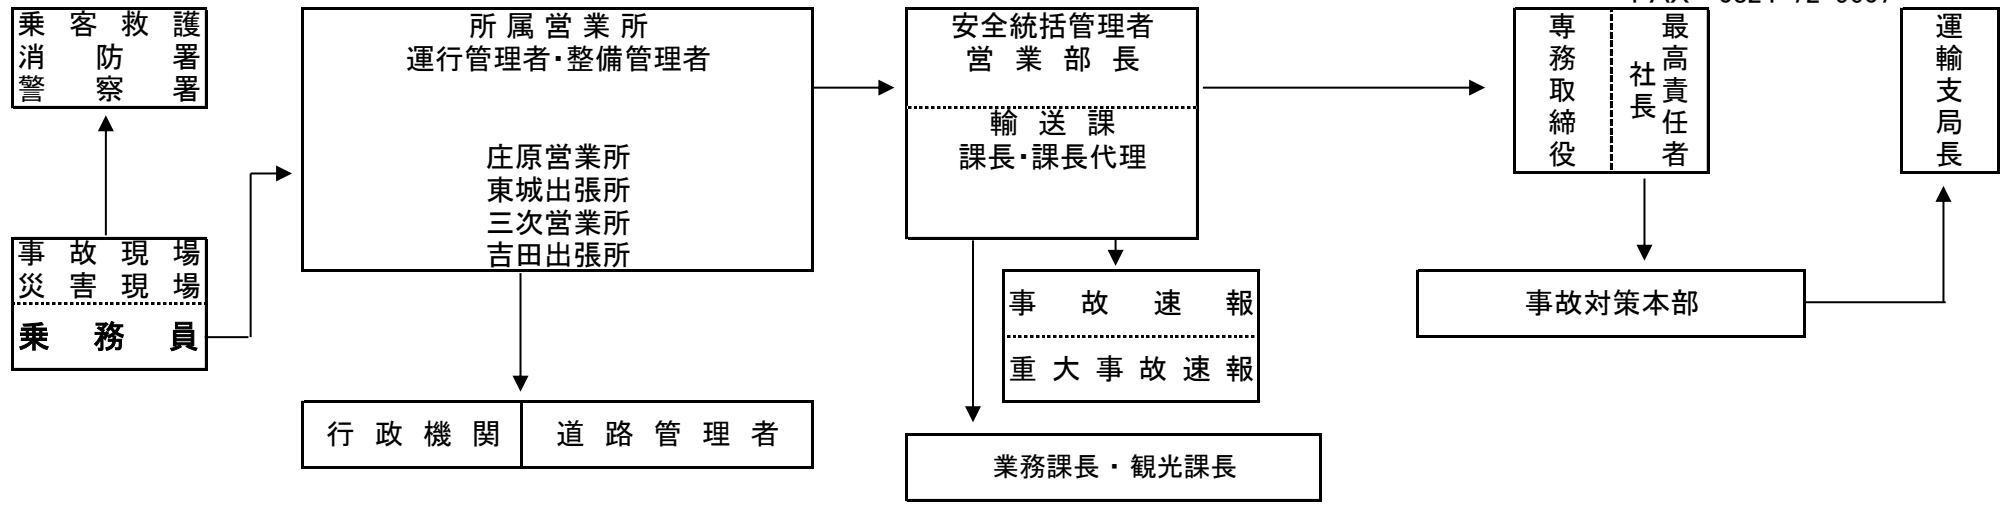 乗客救護
消防署
警察署
事故現場
災害現場
乗務員
所属営業所
運行管理者・整備管理者
庄原営業所
東城出張所
三次営業所
吉田出張所
行政機関
道路管理者
安全統括管理者
営業部長
輸送課
課長・課長代理
事故速報
重大事故速報
業務課長・観光課長
専務取締役
社長
最高責任者
事故対策本部
運輸支局長